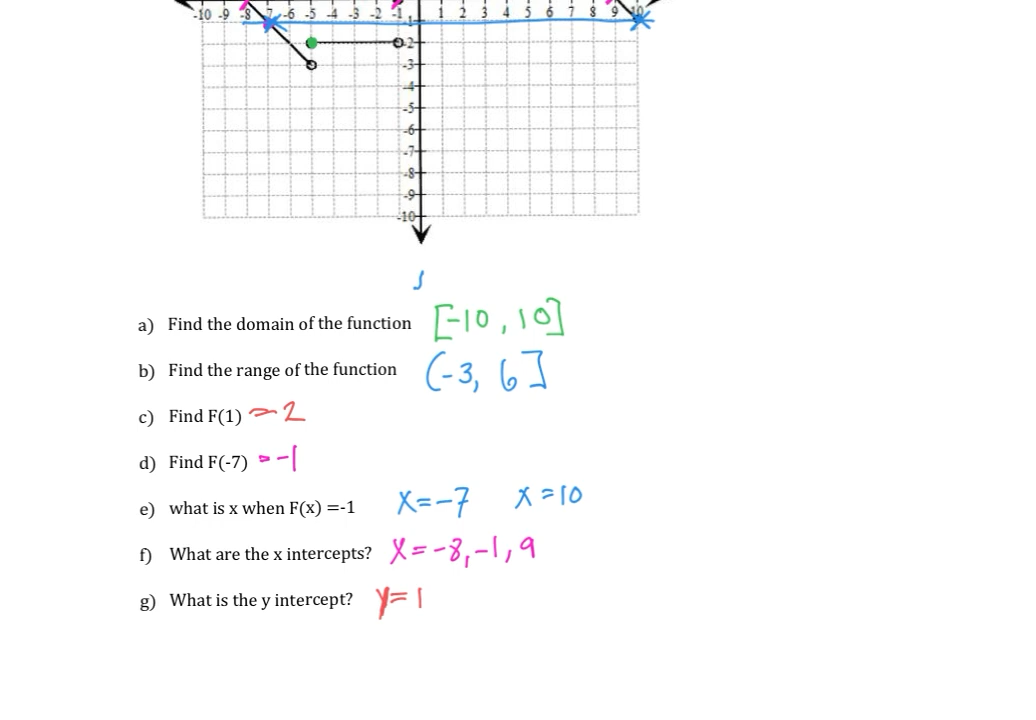 -10 -9 -8 -7 -6 -5 -4 -3 -2 -1 1 2 3 4 5 6 7 8 9 10
-1
-2
-3
-4
-5
-6
-7
-8
-9
-10
a) Find the domain of the function [-10, 10]
b) Find the range of the function (-3, 6]
c) Find F(1) = 2
d) Find F(-7) = -1
e) what is x when F(x) =-1 x=-7 x=10
f) What are the x intercepts? x=-8,-1,9
g) What is the y intercept? y=1